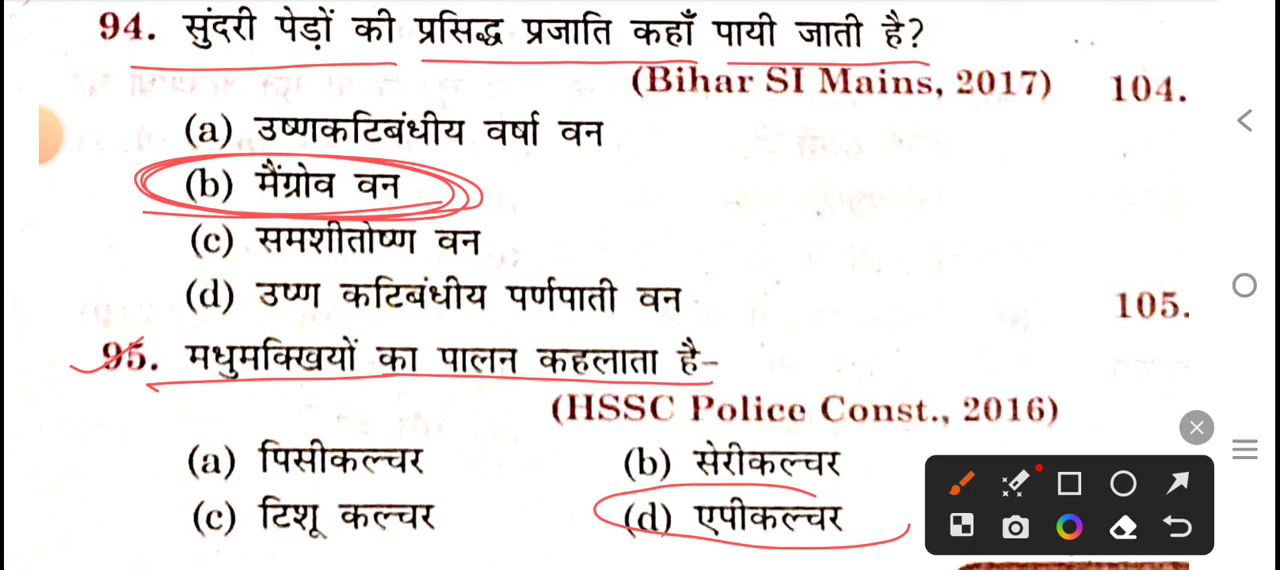 94. सुंदरी पेड़ों की प्रसिद्ध प्रजाति कहाँ पायी जाती है?
(Bihar SI Mains, 2017)
104.
(a) उष्णकटिबंधीय वर्षा वन
(b) मैंग्रोव वन
(c) समशीतोष्ण वन
(d) उष्ण कटिबंधीय पर्णपाती वन
105.
95. मधुमक्खियों का पालन कहलाता है-
(HSSC Police Const., 2016)
(a) पिसीकल्चर (b) सेरीकल्चर
(c) टिशू कल्चर (d) एपीकल्चर